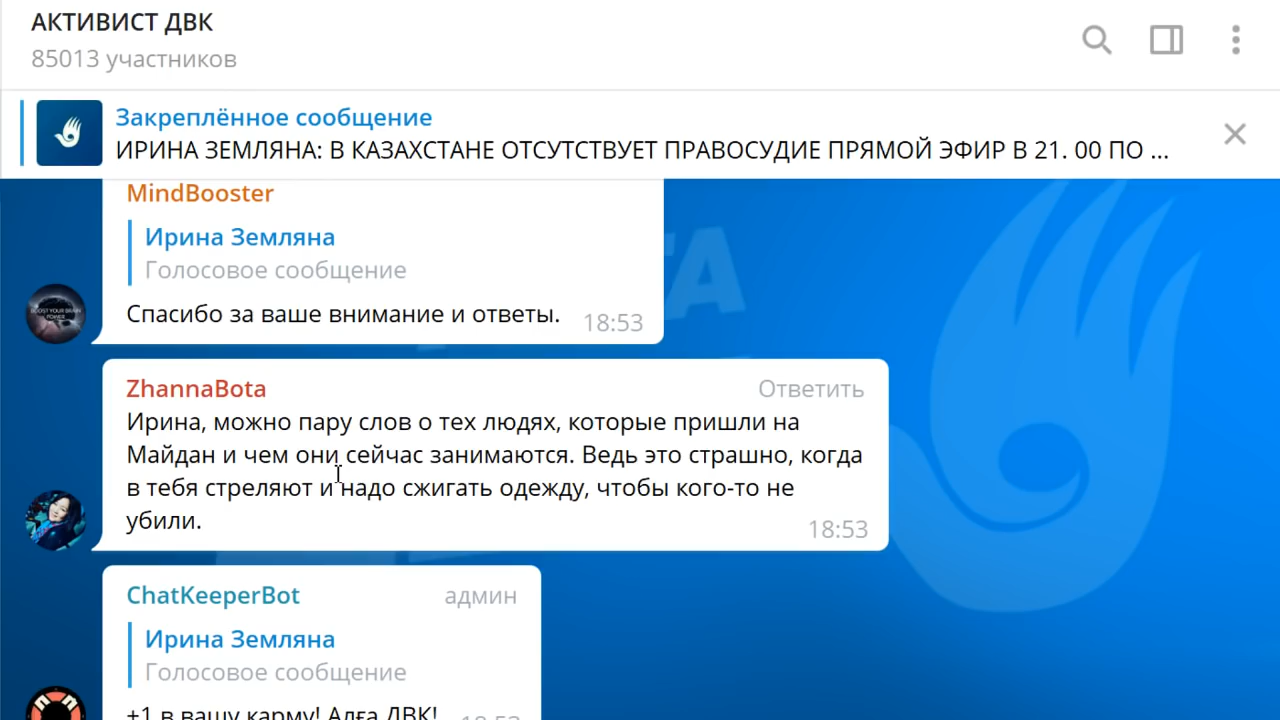 АКТИВИСТ ДВК
85013 участников
Закреплённое сообщение
ИРИНА ЗЕМЛЯНА: В КАЗАХСТАНЕ ОТСУТСТВУЕТ ПРАВОСУДИЕ ПРЯМОЙ ЭФИР В 21. 00 ПО ...
MindBooster
Ирина Земляна
Голосовое сообщение
Спасибо за ваше внимание и ответы.
18:53
ZhannaBota
Ответить
Ирина, можно пару слов о тех людях, которые пришли на
Майдан и чем они сейчас занимаются. Ведь это страшно, когда
в тебя стреляют и надо сжигать одежду, чтобы кого-то не
убили.
18:53
ChatKeeperBot
админ
Ирина Земляна
Голосовое сообщение
+1 в вашу карму! Алға ДВК!
18:53